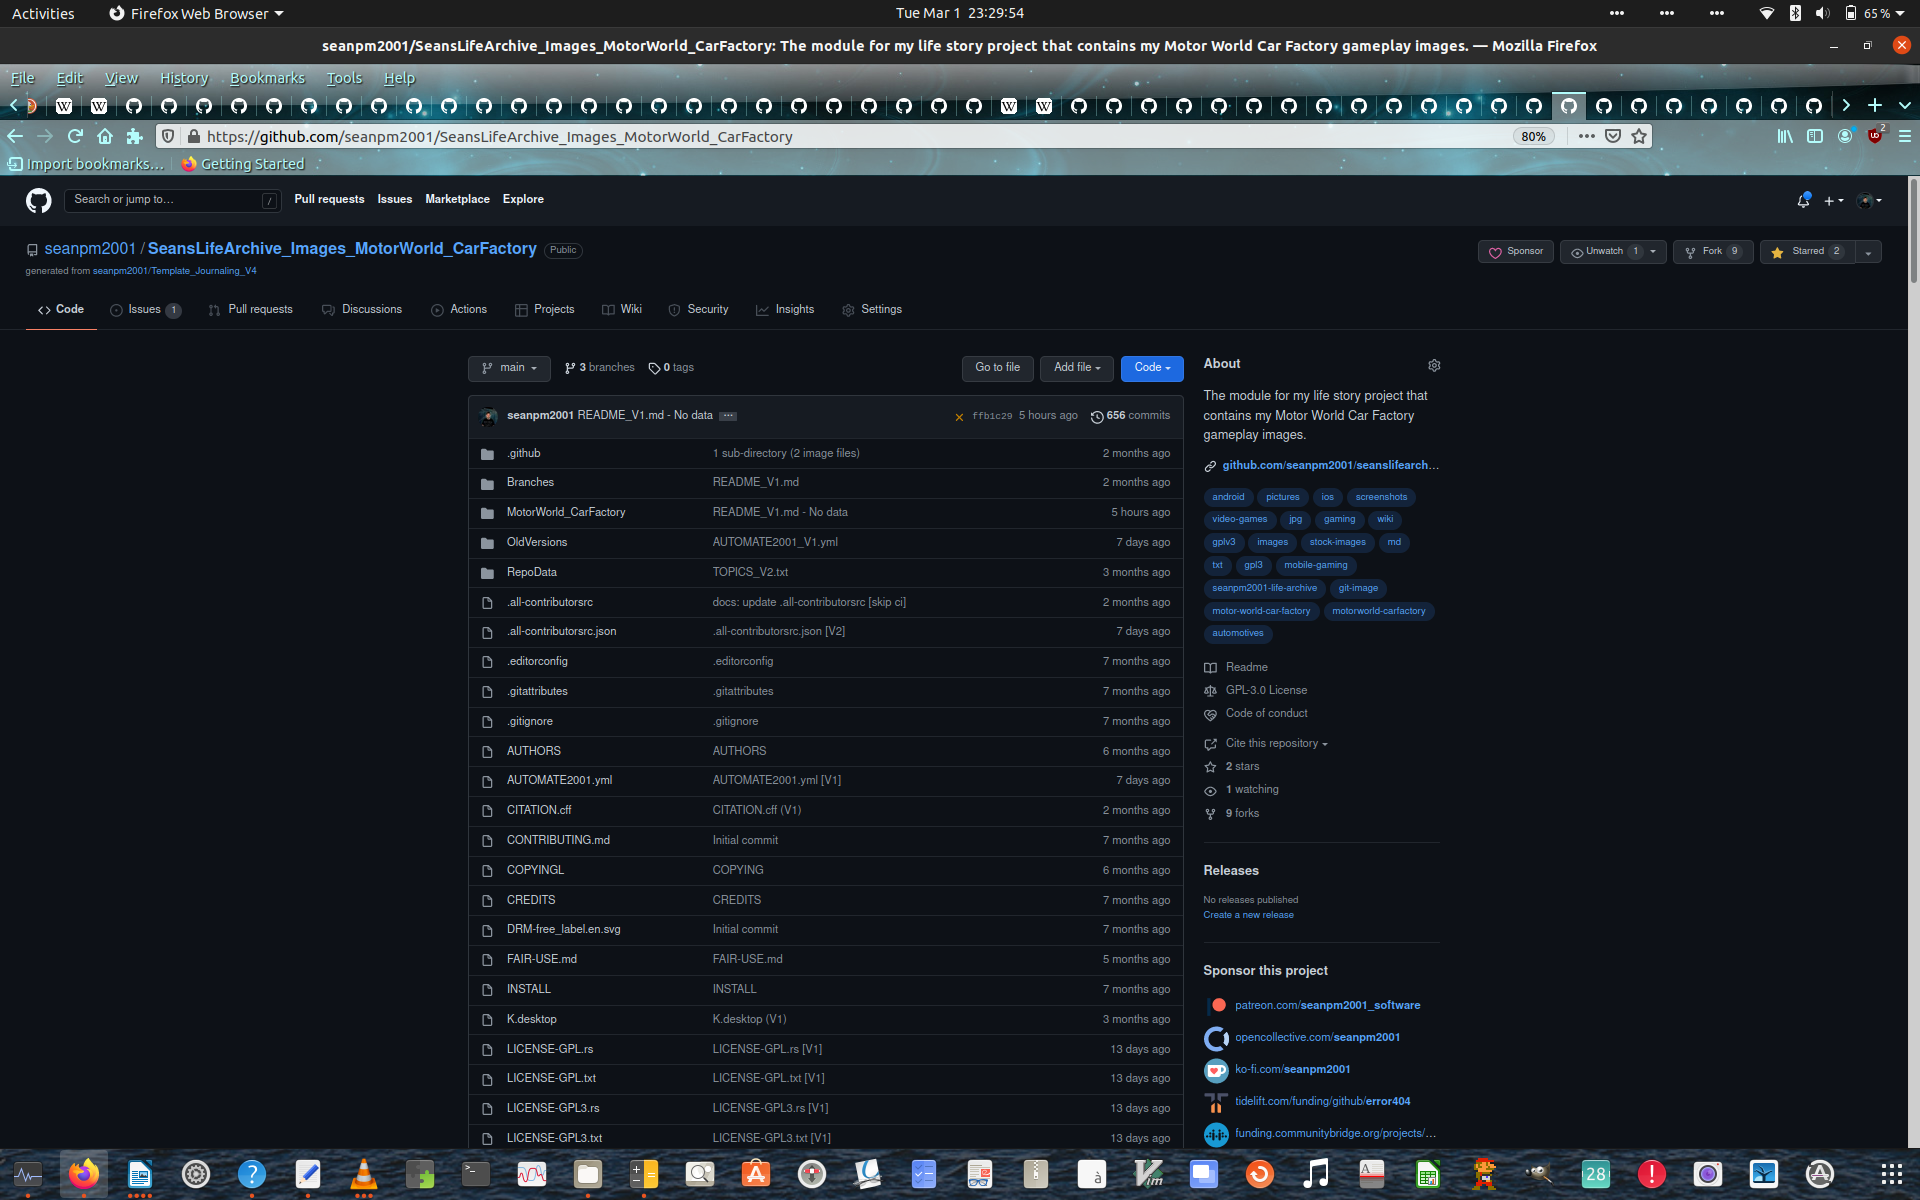 Activities
Firefox Web Browser
Tue Mar 1 23:29:54
65 %
seanpm2001/SeansLifeArchive_Images_MotorWorld_CarFactory: The module for my life story project that contains my Motor World Car Factory gameplay images. — Mozilla Firefox
File Edit View History Bookmarks Tools Help
https://github.com/seanpm2001/SeansLifeArchive_Images_MotorWorld_CarFactory
80%
2
Import bookmarks… Getting Started
Search or jump to…
/
Pull requests Issues Marketplace Explore
seanpm2001 / SeansLifeArchive_Images_MotorWorld_CarFactory Public
Sponsor Unwatch 1 Fork 9 Starred 2
generated from seanpm2001/Template_Journaling_V4
Code Issues 1 Pull requests Discussions Actions Projects Wiki Security Insights Settings
main 3 branches 0 tags Go to file Add file Code
seanpm2001 README_V1.md - No data ffb1c29 5 hours ago 656 commits
.github 1 sub-directory (2 image files) 2 months ago
Branches README_V1.md 2 months ago
MotorWorld_CarFactory README_V1.md - No data 5 hours ago
OldVersions AUTOMATE2001_V1.yml 7 days ago
RepoData TOPICS_V2.txt 3 months ago
.all-contributorsrc docs: update .all-contributorsrc [skip ci] 2 months ago
.all-contributorsrc.json .all-contributorsrc.json [V2] 7 days ago
.editorconfig .editorconfig 7 months ago
.gitattributes .gitattributes 7 months ago
.gitignore .gitignore 7 months ago
AUTHORS AUTHORS 6 months ago
AUTOMATE2001.yml AUTOMATE2001.yml [V1] 7 days ago
CITATION.cff CITATION.cff (V1) 2 months ago
CONTRIBUTING.md Initial commit 7 months ago
COPYINGL COPYING 6 months ago
CREDITS CREDITS 7 months ago
DRM-free_label.en.svg Initial commit 7 months ago
FAIR-USE.md FAIR-USE.md 5 months ago
INSTALL INSTALL 7 months ago
K.desktop K.desktop (V1) 3 months ago
LICENSE-GPL.rs LICENSE-GPL.rs [V1] 13 days ago
LICENSE-GPL.txt LICENSE-GPL.txt [V1] 13 days ago
LICENSE-GPL3.rs LICENSE-GPL3.rs [V1] 13 days ago
LICENSE-GPL3.txt LICENSE-GPL3.txt [V1] 13 days ago
About
The module for my life story project that
contains my Motor World Car Factory
gameplay images.
github.com/seanpm2001/seanslifearch…
android pictures ios screenshots
video-games jpg gaming wiki
gplv3 images stock-images md
txt gpl3 mobile-gaming
seanpm2001-life-archive git-image
motor-world-car-factory motorworld-carfactory
automotives
Readme
GPL-3.0 License
Code of conduct
Cite this repository
2 stars
1 watching
9 forks
Releases
No releases published
Create a new release
Sponsor this project
patreon.com/seanpm2001_software
opencollective.com/seanpm2001
ko-fi.com/seanpm2001
tidelift.com/funding/github/error404
funding.communitybridge.org/projects/…
28